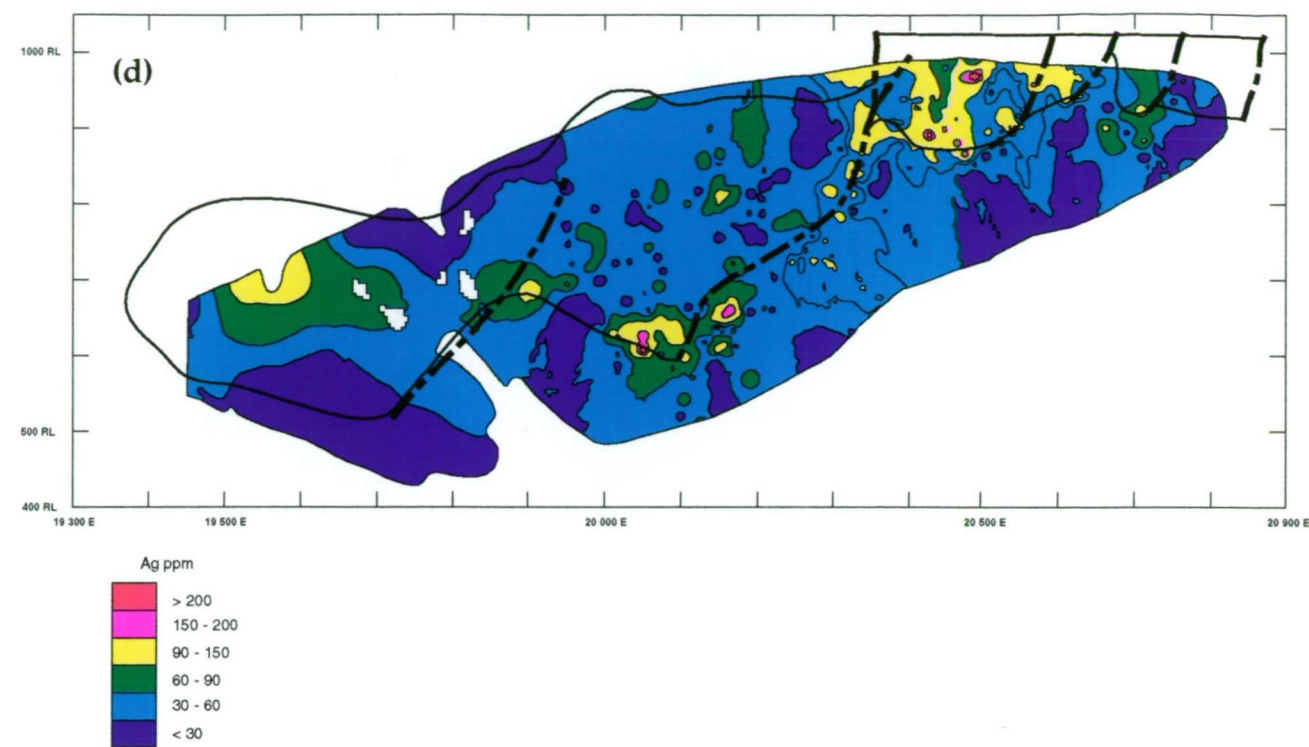 1000 RL
(d)
500 RL
400 RL
19 300 E
19 500 E
20 000 E
20 500 E
20 900 E
Ag ppm
> 200
150 - 200
90 - 150
60 - 90
30 - 60
< 30